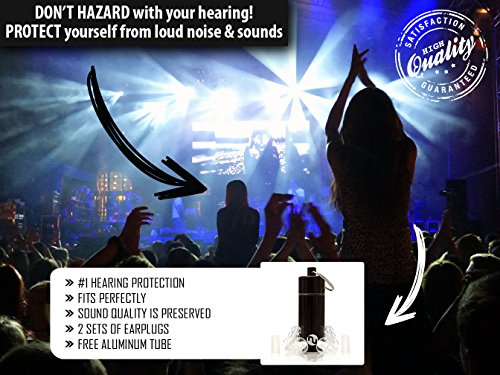 DON'T HAZARD with your hearing!
PROTECT yourself from loud noise & sounds
SATISFACTION
HIGH
Quality
GUARANTEED
#1 HEARING PROTECTION
FITS PERFECTLY
SOUND QUALITY IS PRESERVED
2 SETS OF EARPLUGS
FREE ALUMINUM TUBE